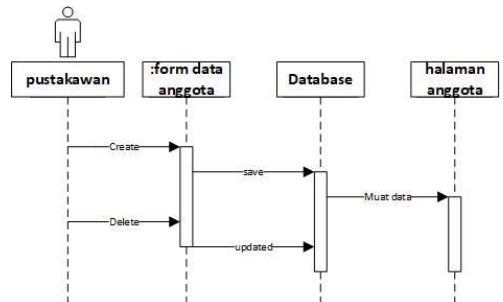 pustakawan
:form data
anggota
Database
halaman
anggota
Create
save
Muat data
Delete
updated